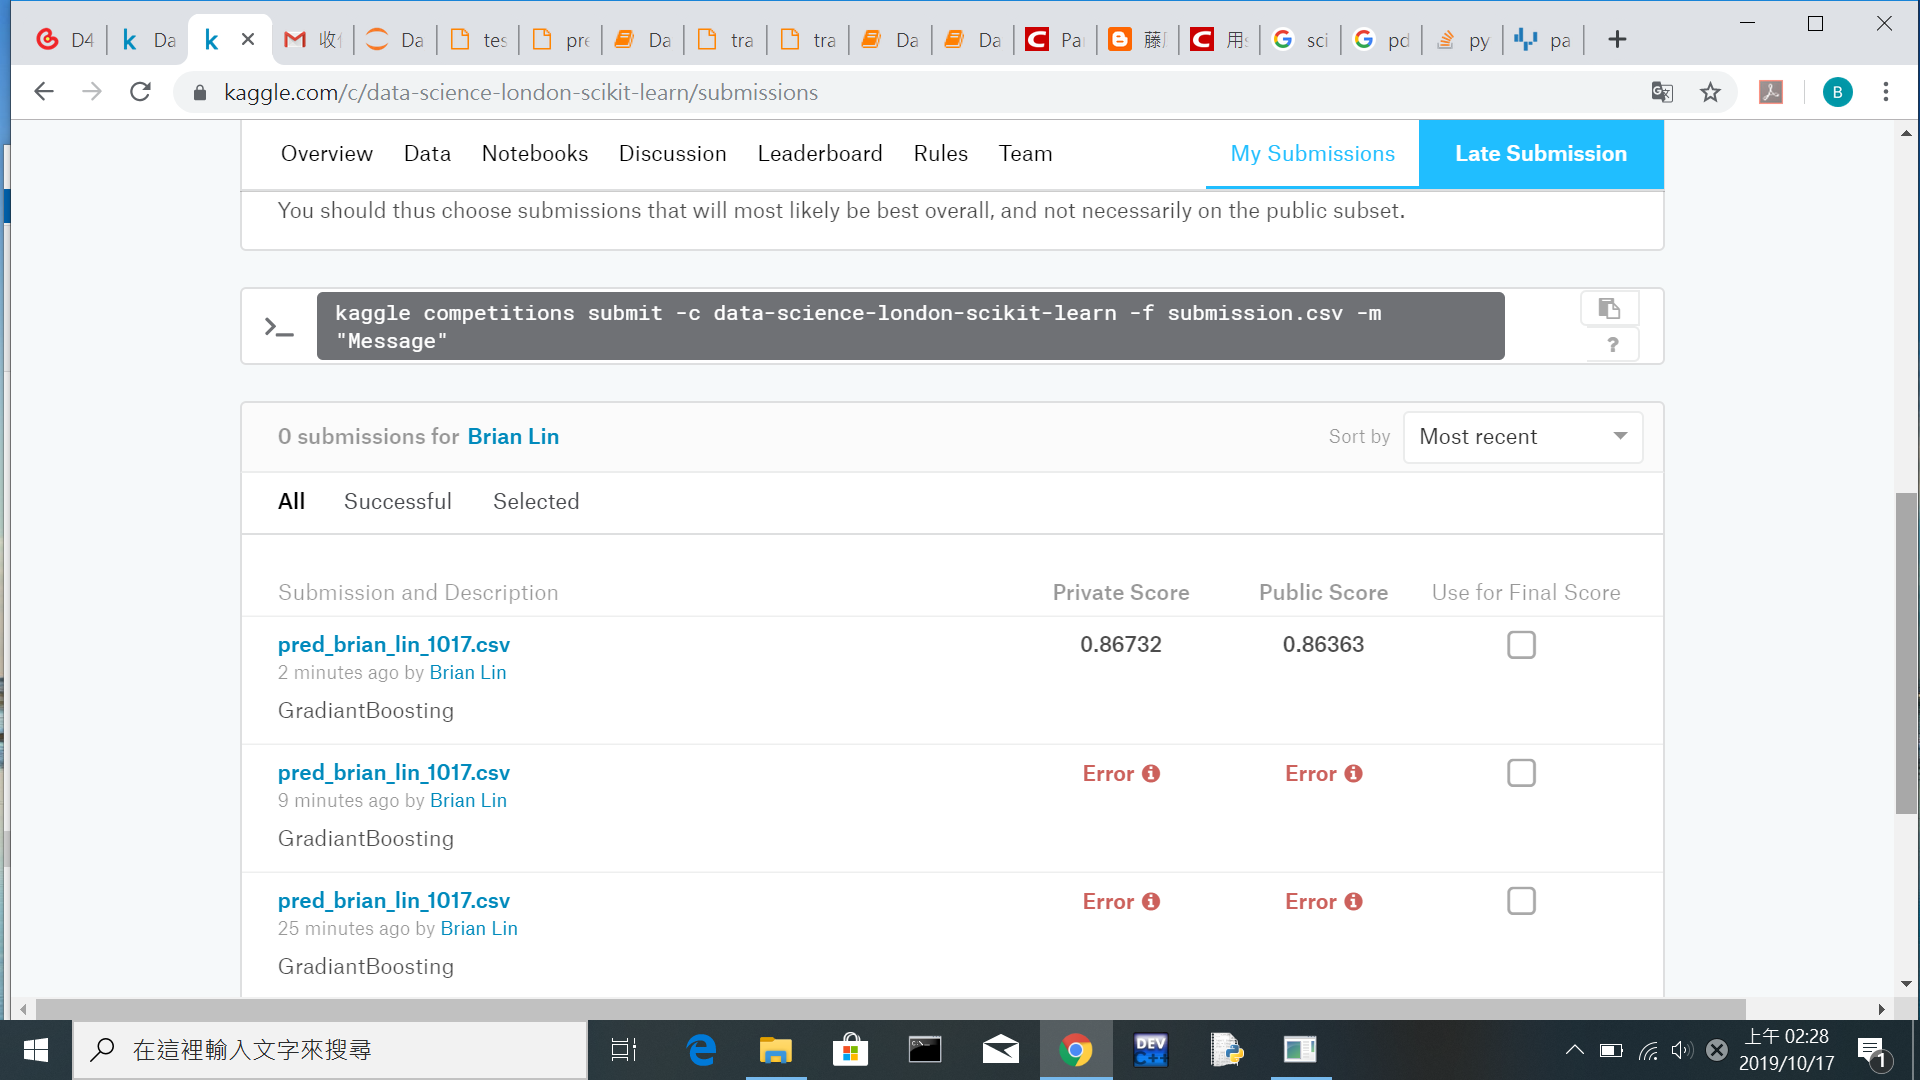 D4
Da
收
Da
tes
pre
Da
tra
tra
Da
Da
Pa
藤
用
sci
pd
py
pa
kaggle.com/c/data-science-london-scikit-learn/submissions
B
Overview Data Notebooks Discussion Leaderboard Rules Team My Submissions Late Submission
You should thus choose submissions that will most likely be best overall, and not necessarily on the public subset.
>_ kaggle competitions submit -c data-science-london-scikit-learn -f submission.csv -m
"Message"
?
0 submissions for Brian Lin Sort by Most recent
All Successful Selected
Submission and Description Private Score Public Score Use for Final Score
pred_brian_lin_1017.csv 0.86732 0.86363
2 minutes ago by Brian Lin
GradiantBoosting
pred_brian_lin_1017.csv Error Error
9 minutes ago by Brian Lin
GradiantBoosting
pred_brian_lin_1017.csv Error Error
25 minutes ago by Brian Lin
GradiantBoosting
在這裡輸入文字來搜尋
DEV
C++
上午 02:28
2019/10/17
1